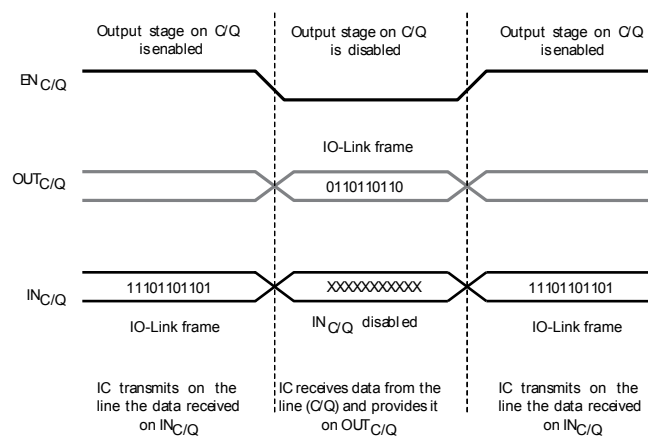 Output stage on C/Q
is enabled
Output stage on C/Q
is disabled
Output stage on C/Q
is enabled
EN C/Q
IO-Link frame
OUT C/Q
0110110110
IN C/Q
11101101101
XXXXXXXXXXX
11101101101
IO-Link frame
IN C/Q disabled
IO-Link frame
IC transmits on the
line the data received
on IN C/Q
IC receives data from the
line (C/Q) and provides it
on OUT C/Q
IC transmits on the
line the data received
on IN C/Q